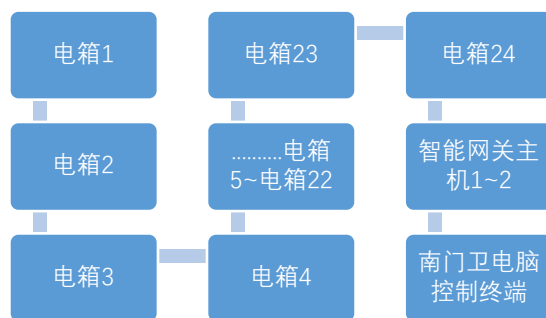 电箱1
电箱2
电箱3
电箱4
..........电箱
5~电箱22
电箱23
电箱24
智能网关主
机1~2
南门卫电脑
控制终端